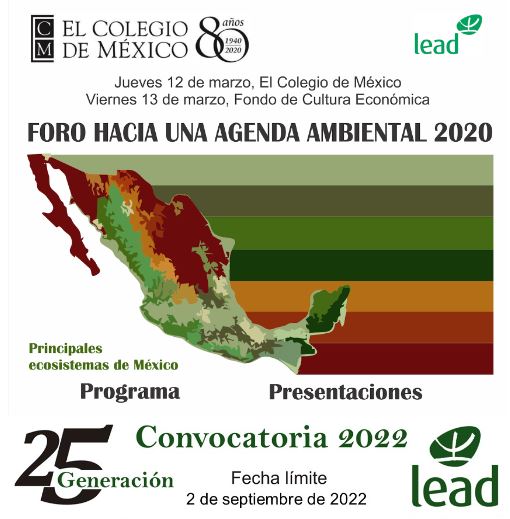 C M
EL COLEGIO
DE MÉXICO
80 años
1940
2020
lead
Jueves 12 de marzo, El Colegio de México
Viernes 13 de marzo, Fondo de Cultura Económica
FORO HACIA UNA AGENDA AMBIENTAL 2020
Principales
ecosistemas de México
Programa
Presentaciones
25
Generación
Convocatoria 2022
Fecha límite
2 de septiembre de 2022
lead